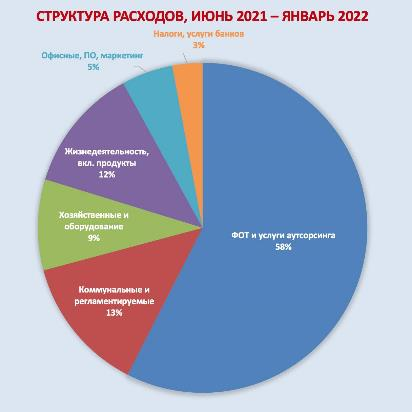 СТРУКТУРА РАСХОДОВ, ИЮНЬ 2021 – ЯНВАРЬ 2022
Налоги, услуги банков
3%
Офисные, ПО, маркетинг
5%
Жизнедеятельность,
вкл. продукты
12%
Хозяйственные и
оборудование
9%
ФОТ и услуги аутсорсинга
58%
Коммунальные и
регламентируемые
13%